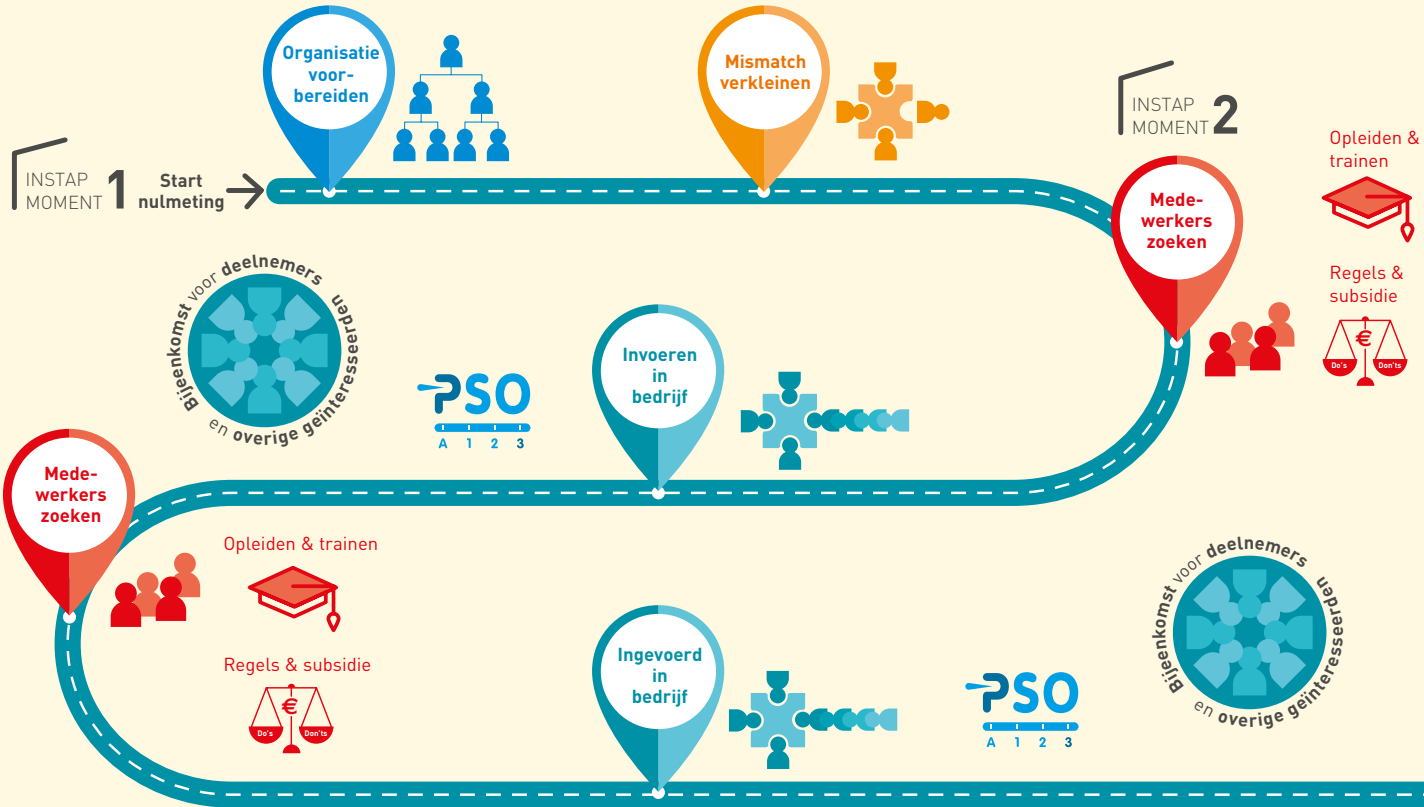 Organisatie
voor-
bereiden
Mismatch
verkleinen
INSTAP
MOMENT 2
Opleiden &
trainen
INSTAP
MOMENT 1
Start
nulmeting
Mede-
werkers
zoeken
Regels &
subsidie
€
Do's Don'ts
Bijeenkomst voor deelnemers
en overige geïnteresseerden
Invoeren
in
bedrijf
PSO
A 1 2 3
Mede-
werkers
zoeken
Opleiden & trainen
Regels & subsidie
€
Do's Don'ts
Ingevoerd
in
bedrijf
PSO
A 1 2 3
Bijeenkomst voor deelnemers
en overige geïnteresseerden